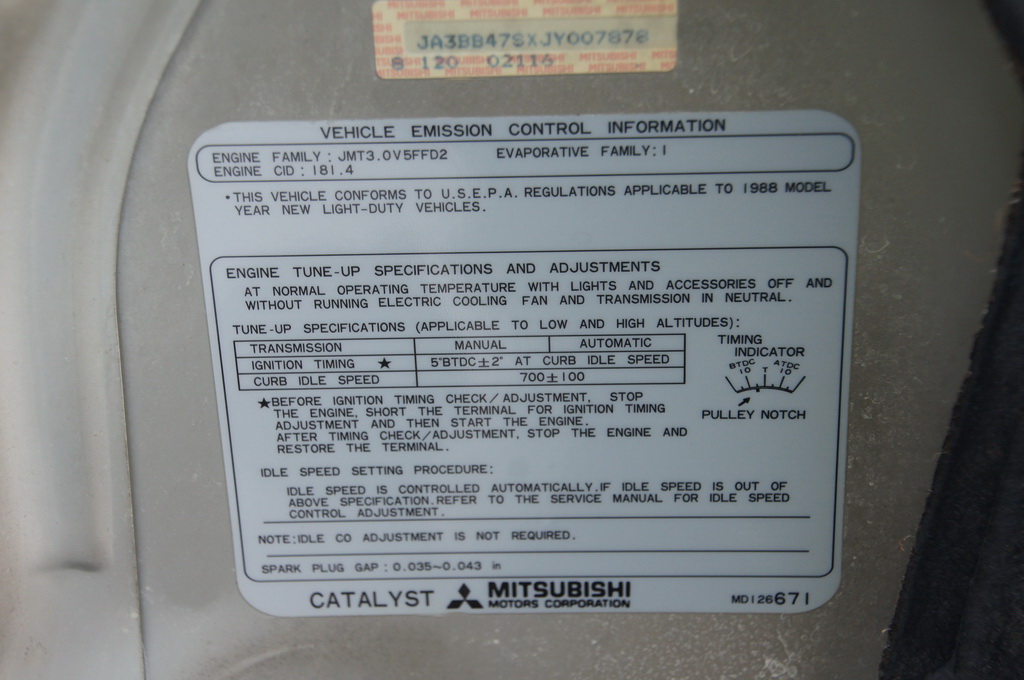 JA3BB47SXJY007878
8 120 02116
VEHICLE EMISSION CONTROL INFORMATION
ENGINE FAMILY : JMT3.0V5FFD2 EVAPORATIVE FAMILY: I
ENGINE CID : 181.4
•THIS VEHICLE CONFORMS TO U.S.E.P.A. REGULATIONS APPLICABLE TO 1988 MODEL
YEAR NEW LIGHT-DUTY VEHICLES.
ENGINE TUNE-UP SPECIFICATIONS AND ADJUSTMENTS
AT NORMAL OPERATING TEMPERATURE WITH LIGHTS AND ACCESSORIES OFF AND
WITHOUT RUNNING ELECTRIC COOLING FAN AND TRANSMISSION IN NEUTRAL.
TUNE-UP SPECIFICATIONS (APPLICABLE TO LOW AND HIGH ALTITUDES):
TRANSMISSION MANUAL AUTOMATIC
IGNITION TIMING ★ 5°BTDC±2° AT CURB IDLE SPEED
CURB IDLE SPEED 700±100
TIMING
INDICATOR
BTDC ATDC
10 T 10
PULLEY NOTCH
★BEFORE IGNITION TIMING CHECK/ADJUSTMENT, STOP
THE ENGINE, SHORT THE TERMINAL FOR IGNITION TIMING
ADJUSTMENT AND THEN START THE ENGINE.
AFTER TIMING CHECK/ADJUSTMENT, STOP THE ENGINE AND
RESTORE THE TERMINAL.
IDLE SPEED SETTING PROCEDURE:
IDLE SPEED IS CONTROLLED AUTOMATICALLY.IF IDLE SPEED IS OUT OF
ABOVE SPECIFICATION.REFER TO THE SERVICE MANUAL FOR IDLE SPEED
CONTROL ADJUSTMENT.
NOTE:IDLE CO ADJUSTMENT IS NOT REQUIRED.
SPARK PLUG GAP : 0.035~0.043 in
CATALYST MITSUBISHI
MOTORS CORPORATION
MD126671